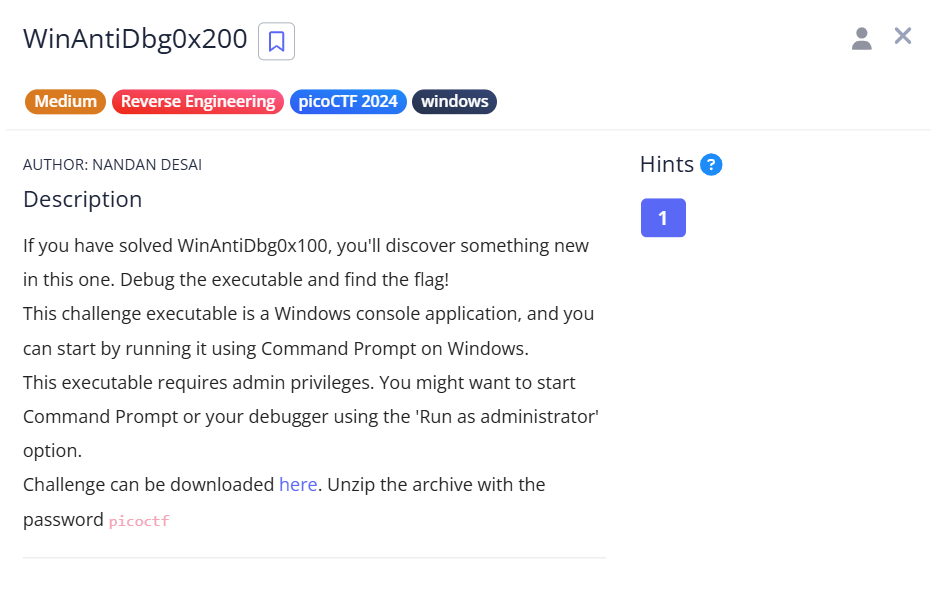 WinAntiDbg0x200
Medium Reverse Engineering picoCTF 2024 windows
AUTHOR: NANDAN DESAI
Description
If you have solved WinAntiDbg0x100, you'll discover something new
in this one. Debug the executable and find the flag!
This challenge executable is a Windows console application, and you
can start by running it using Command Prompt on Windows.
This executable requires admin privileges. You might want to start
Command Prompt or your debugger using the 'Run as administrator'
option.
Challenge can be downloaded here. Unzip the archive with the
password picoctf
Hints ?
1